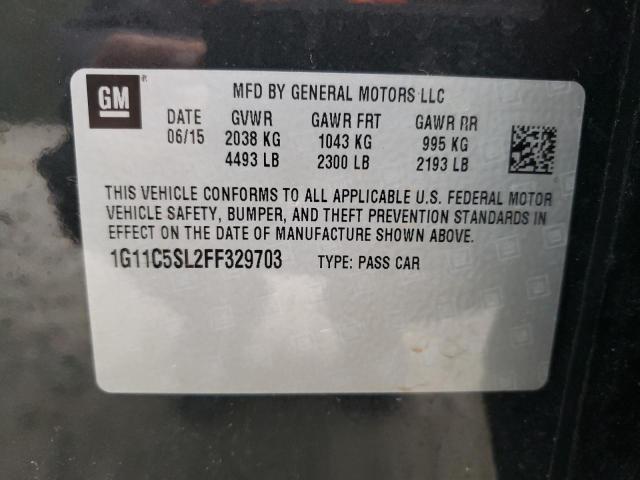 GM
MFD BY GENERAL MOTORS LLC
DATE GVWR GAWR FRT GAWR RR
06/15 2038 KG 1043 KG 995 KG
4493 LB 2300 LB 2193 LB
THIS VEHICLE CONFORMS TO ALL APPLICABLE U.S. FEDERAL MOTOR
VEHICLE SAFETY, BUMPER, AND THEFT PREVENTION STANDARDS IN
EFFECT ON THE DATE OF MANUFACTURE SHOWN ABOVE.
1G11C5SL2FF329703 TYPE: PASS CAR